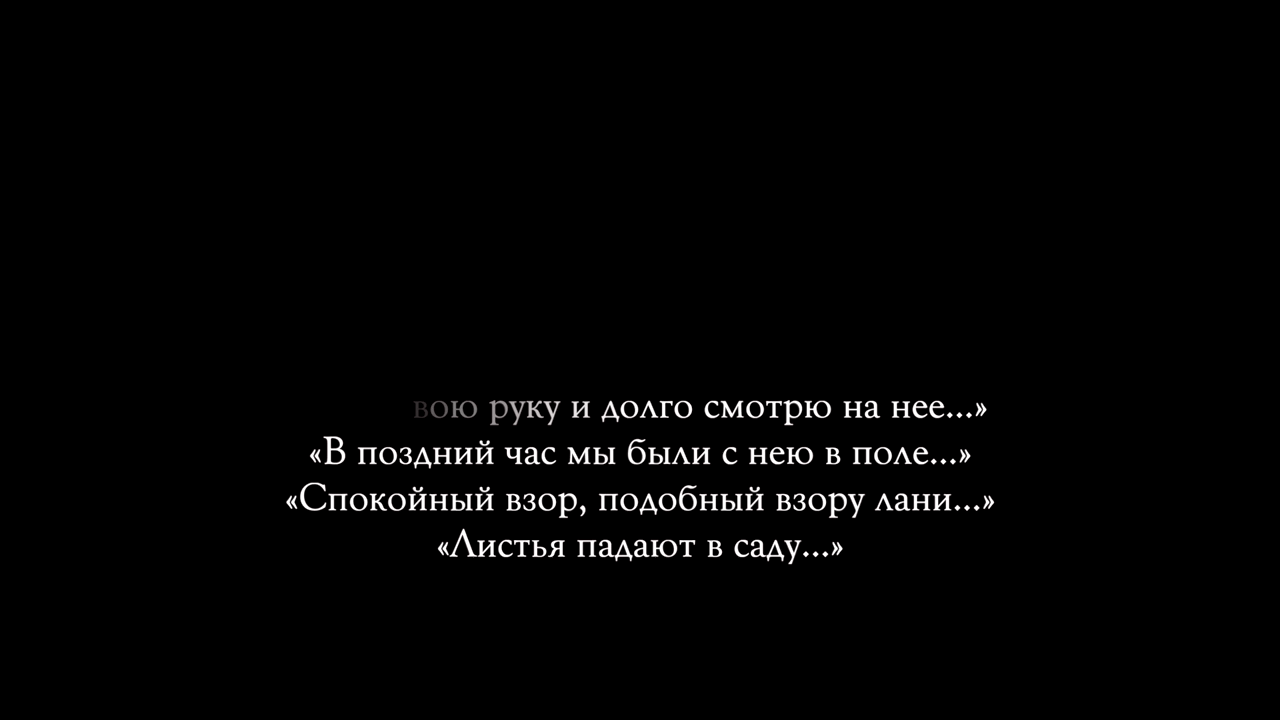 вою руку и долго смотрю на нее...»
«В поздний час мы были с нею в поле...»
«Спокойный взор, подобный взору лани...»
«Листья падают в саду...»